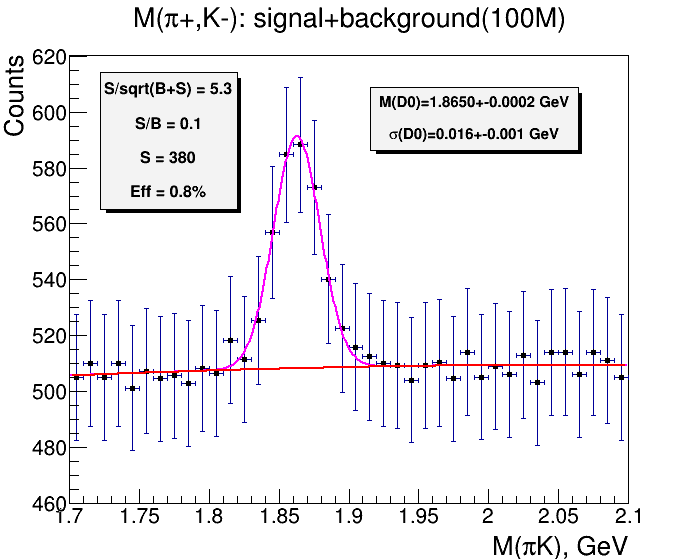 M(π+,K-): signal+background(100M)
Counts
620
600
580
560
540
520
500
480
460
S/sqrt(B+S) = 5.3
S/B = 0.1
S = 380
Eff = 0.8%
M(D0)=1.8650+-0.0002 GeV
σ(D0)=0.016+-0.001 GeV
1.7 1.75 1.8 1.85 1.9 1.95 2 2.05 2.1
M(πK), GeV